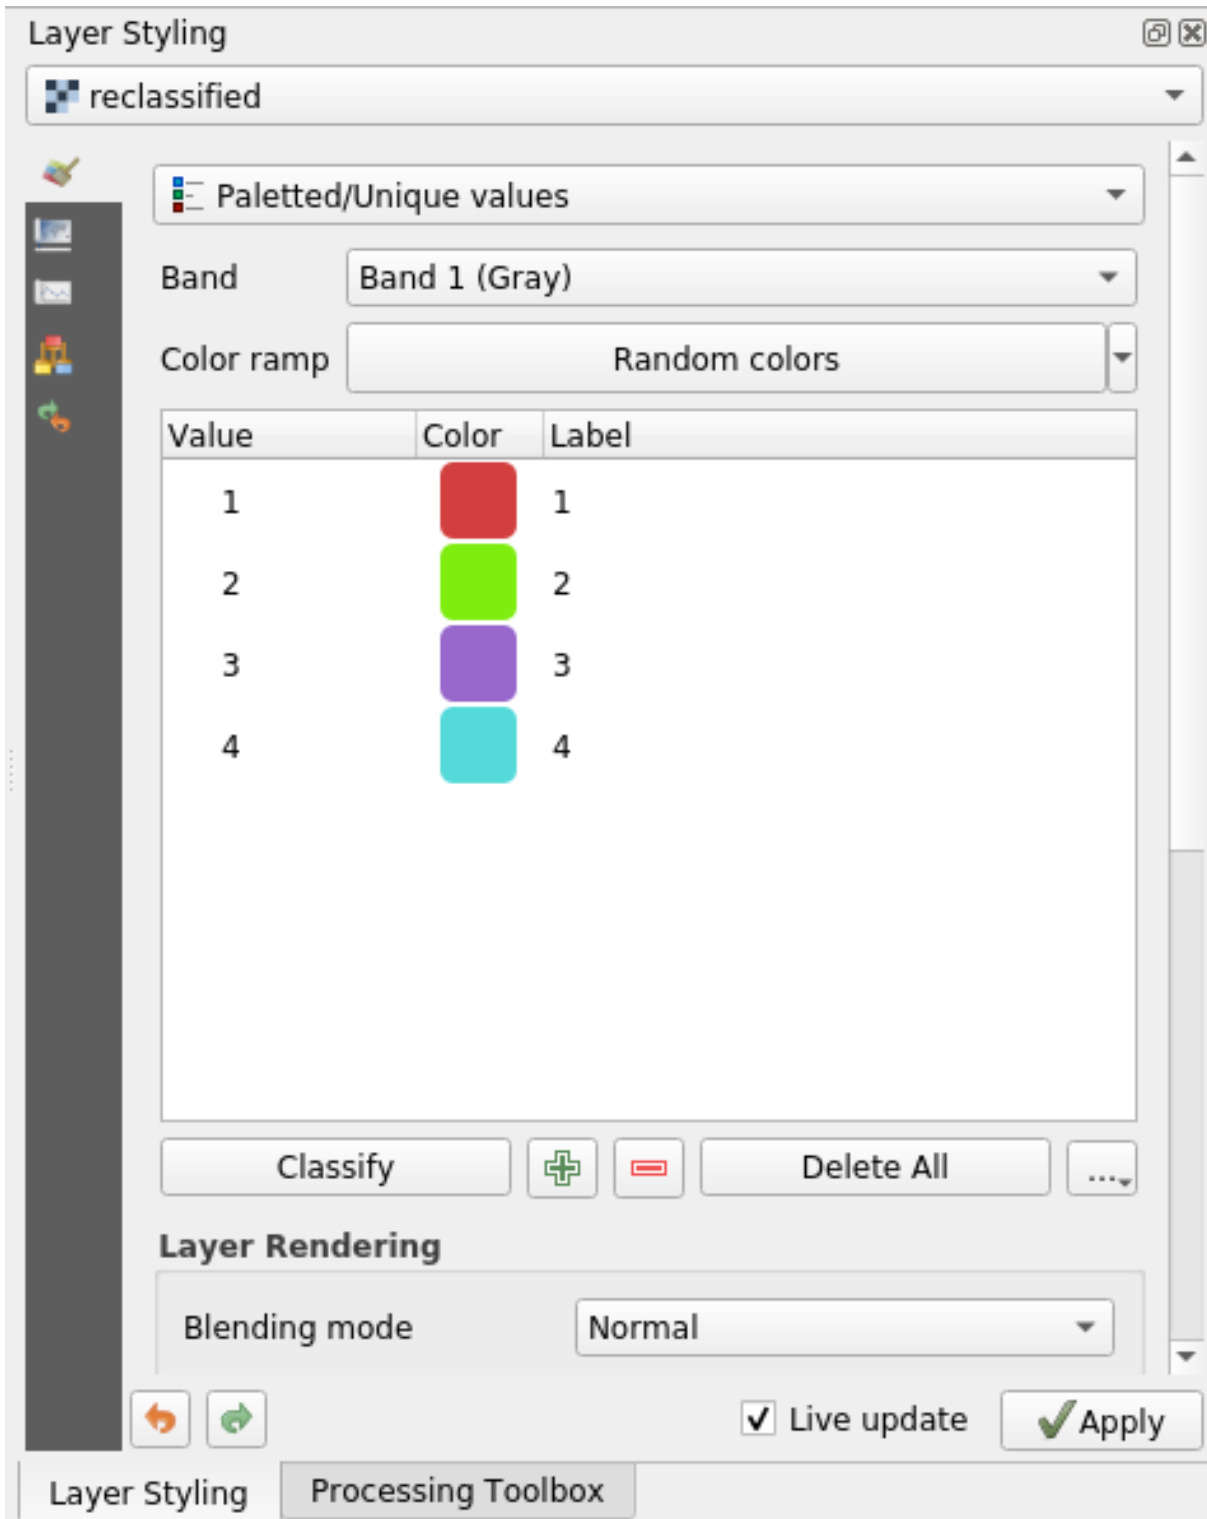 Layer Styling
reclassified
Paletted/Unique values
Band Band 1 (Gray)
Color ramp Random colors
Value Color Label
1 1
2 2
3 3
4 4
Classify Delete All ...
Layer Rendering
Blending mode Normal
Live update Apply
Layer Styling Processing Toolbox